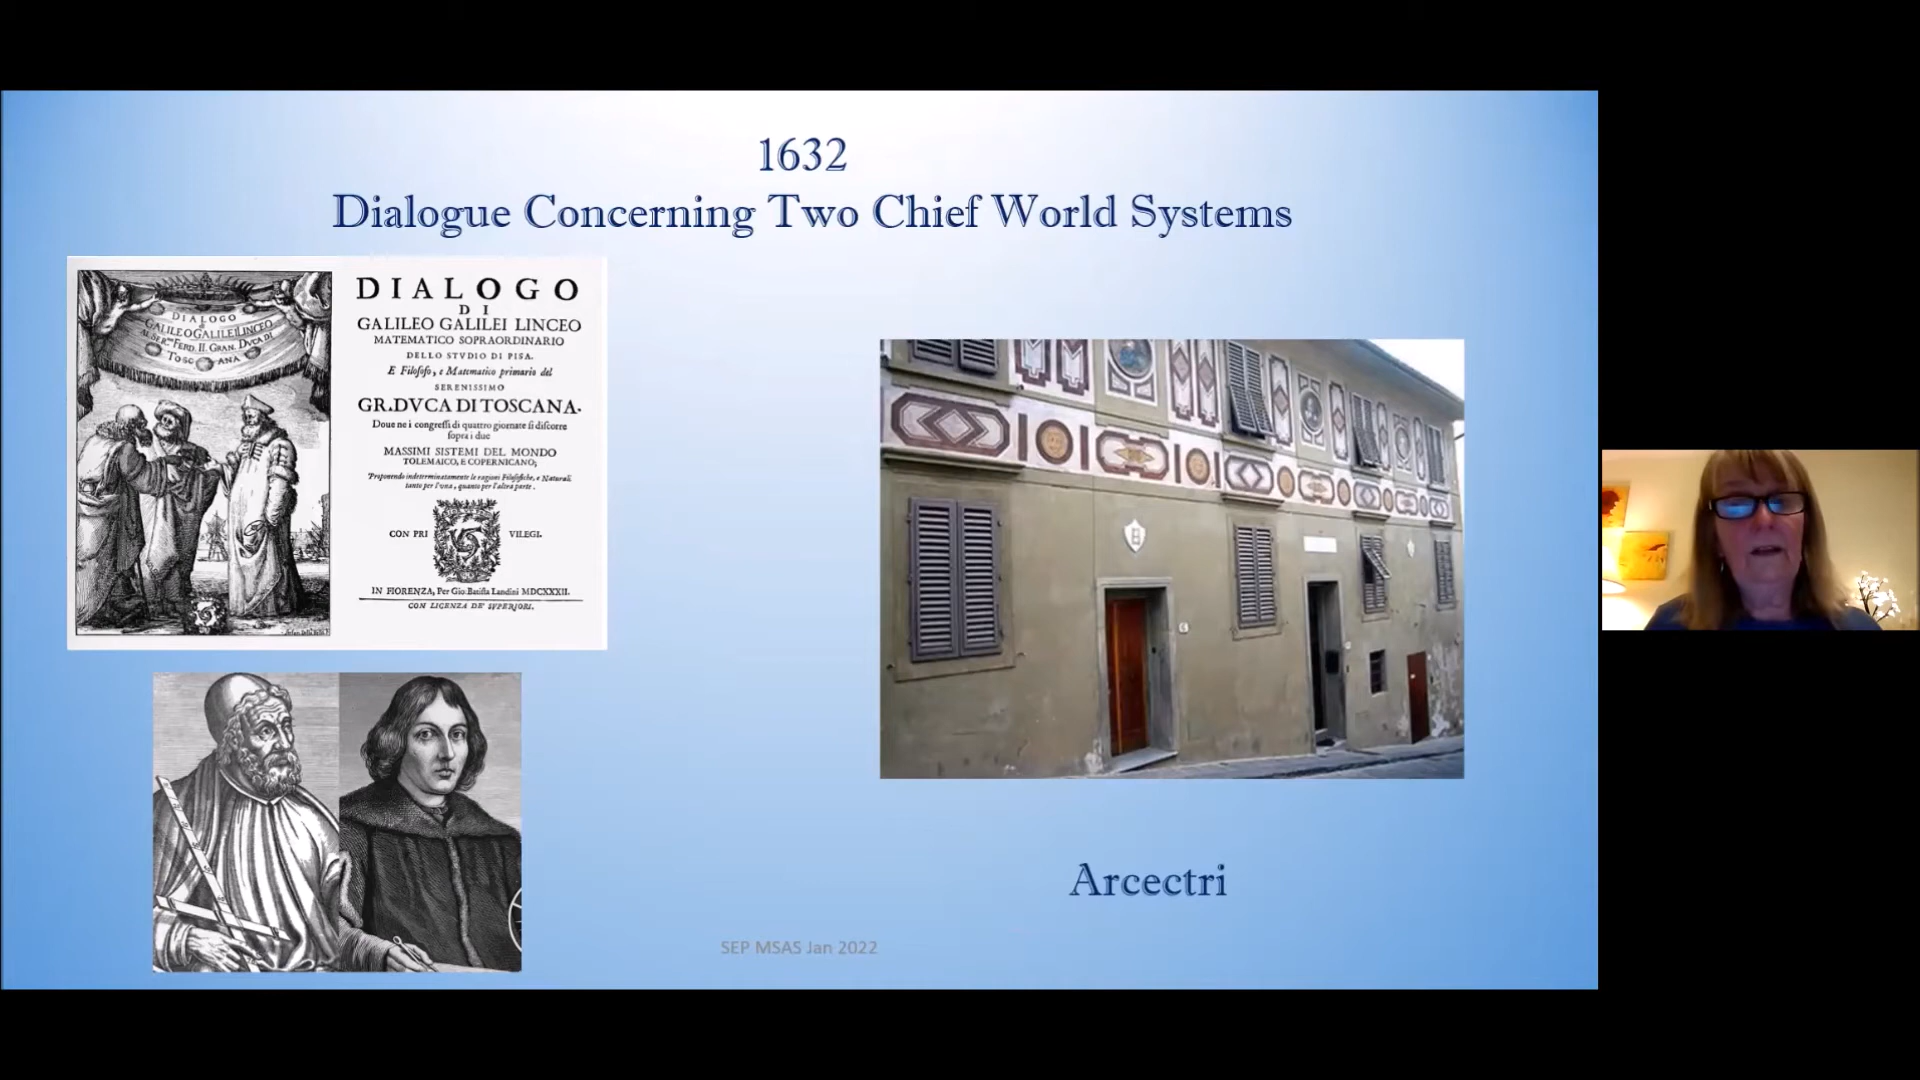 1632
Dialogue Concerning Two Chief World Systems
DIALOGO
GALILEO GALILEI LINCEO
AL SER.mo FERD. II. GRAN. DVCA DI
TOSCANA
DIALOGO
DI
GALILEO GALILEI LINCEO
MATEMATICO SOPRAORDINARIO
DELLO STVDIO DI PISA.
E Filosofo, e Matematico primario del
SERENISSIMO
GR.DVCA DI TOSCANA.
Doue ne i congressi di quattro giornate si discorre
sopra i due
MASSIMI SISTEMI DEL MONDO
TOLEMAICO, E COPERNICANO;
Proponendo indeterminatamente le ragioni Filosofiche, e Naturali
tanto per l'vna, quanto per l'altra parte.
CON PRI VILEGI.
IN FIORENZA, Per Gio:Batista Landini MDCXXXII.
CON LICENZA DE' SVPERIORI.
Arcectri
SEP MSAS Jan 2022